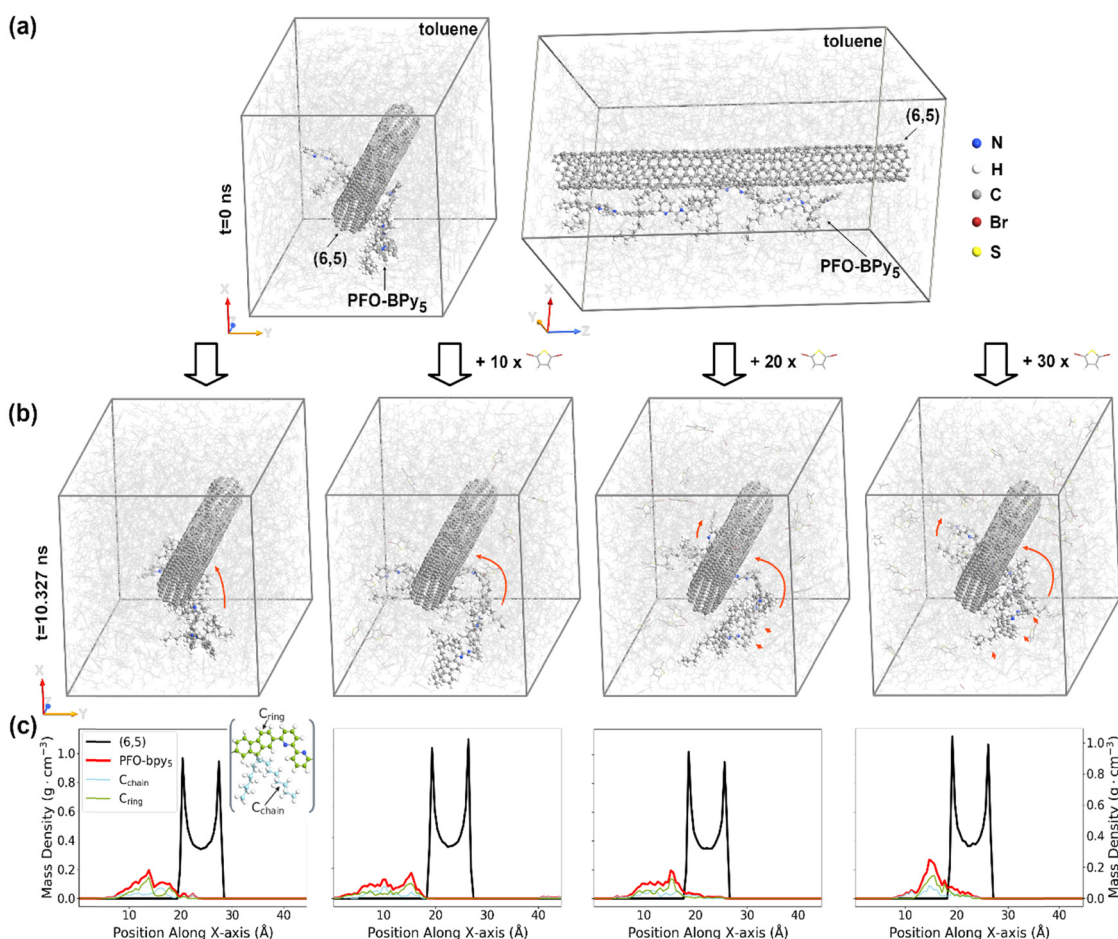 (a)
toluene
toluene
(6,5)
N
H
C
Br
S
t=0 ns
(6,5)
PFO-BPy5
PFO-BPy5
X
Y
Z
X
Y
Z
+ 10 x
+ 20 x
+ 30 x
(b)
t=10.327 ns
X
Z
Y
(c)
Mass Density (g · cm−3)
1.0
0.8
0.6
0.4
0.2
0.0
(6,5)
PFO-bpy5
Cchain
Cring
Cring
Cchain
1.0
0.8
0.6
0.4
0.2
0.0
Mass Density (g · cm−3)
10 20 30 40
10 20 30 40
10 20 30 40
10 20 30 40
Position Along X-axis (Å)
Position Along X-axis (Å)
Position Along X-axis (Å)
Position Along X-axis (Å)